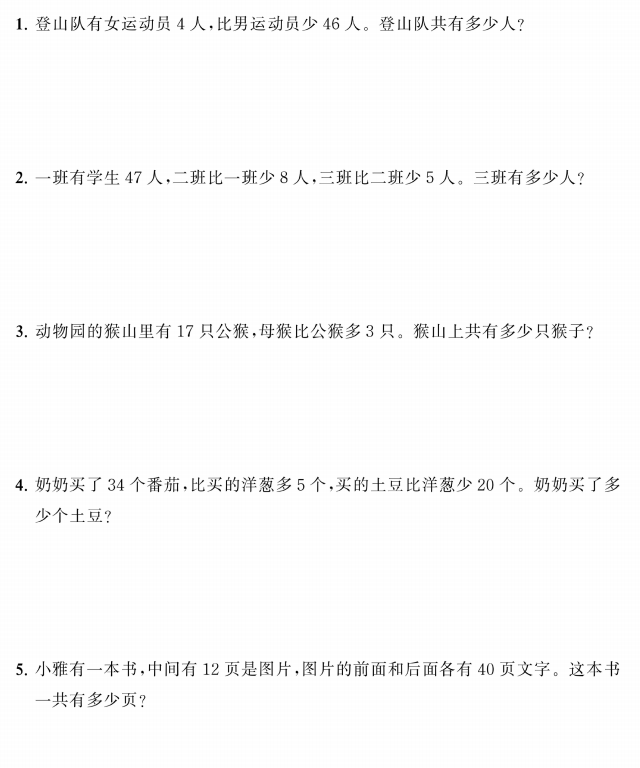 1. 登山队有女运动员 4 人,比男运动员少 46 人。登山队共有多少人?
2. 一班有学生 47 人,二班比一班少 8 人,三班比二班少 5 人。三班有多少人?
3. 动物园的猴山里有 17 只公猴,母猴比公猴多 3 只。猴山上共有多少只猴子?
4. 奶奶买了 34 个番茄,比买的洋葱多 5 个,买的土豆比洋葱少 20 个。奶奶买了多
少个土豆?
5. 小雅有一本书,中间有 12 页是图片,图片的前面和后面各有 40 页文字。这本书
一共有多少页?